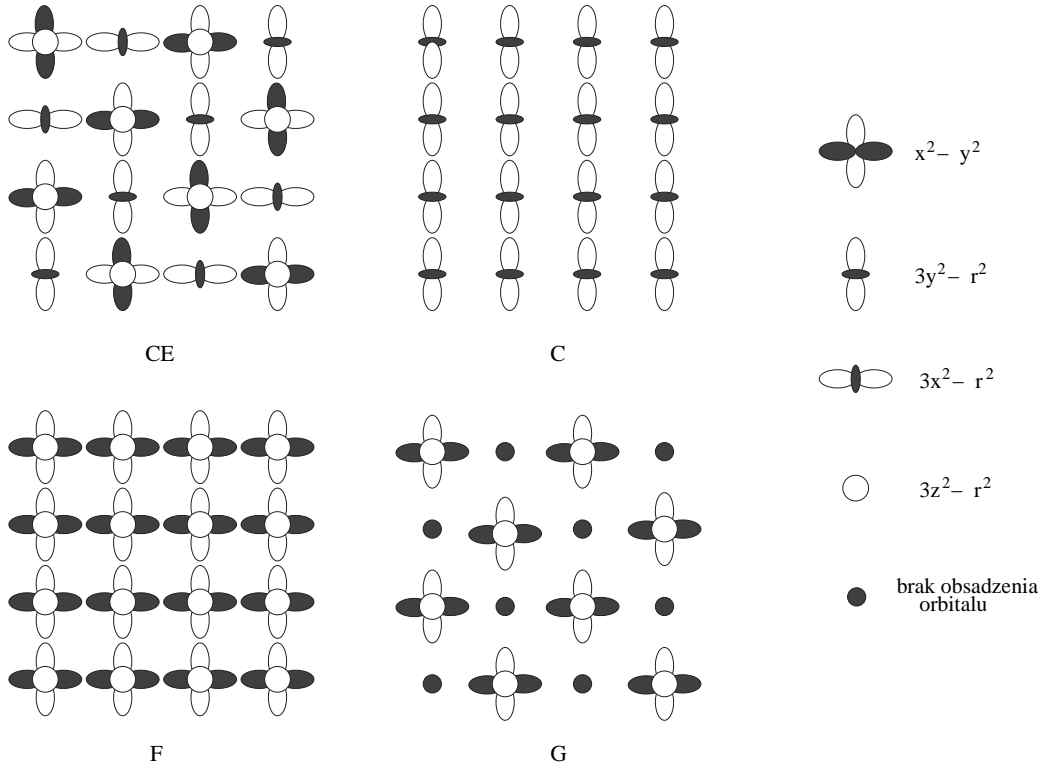 x² – y²
3y² – r²
CE
C
3x² – r²
3z² – r²
brak obsadzenia
orbitalu
F
G